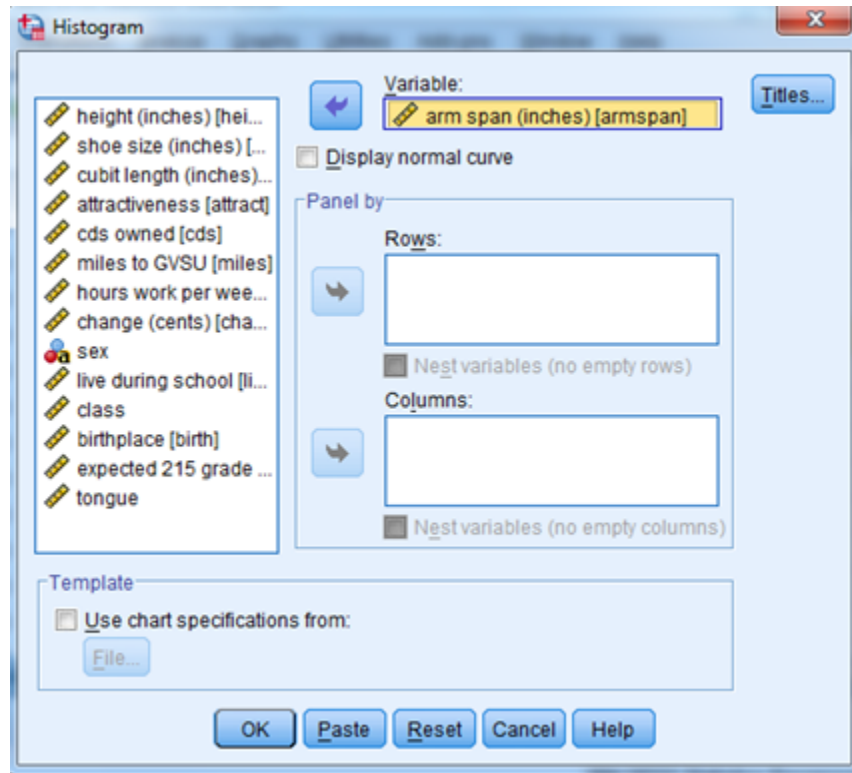 Histogram
Variable:
arm span (inches) [armspan]
Titles...
Display normal curve
height (inches) [hei...
shoe size (inches) [...
cubit length (inches)...
attractiveness [attract]
cds owned [cds]
miles to GVSU [miles]
hours work per wee...
change (cents) [cha...
sex
live during school [li...
class
birthplace [birth]
expected 215 grade ...
tongue
Panel by
Rows:
Nest variables (no empty rows)
Columns:
Nest variables (no empty columns)
Template
Use chart specifications from:
File...
OK Paste Reset Cancel Help